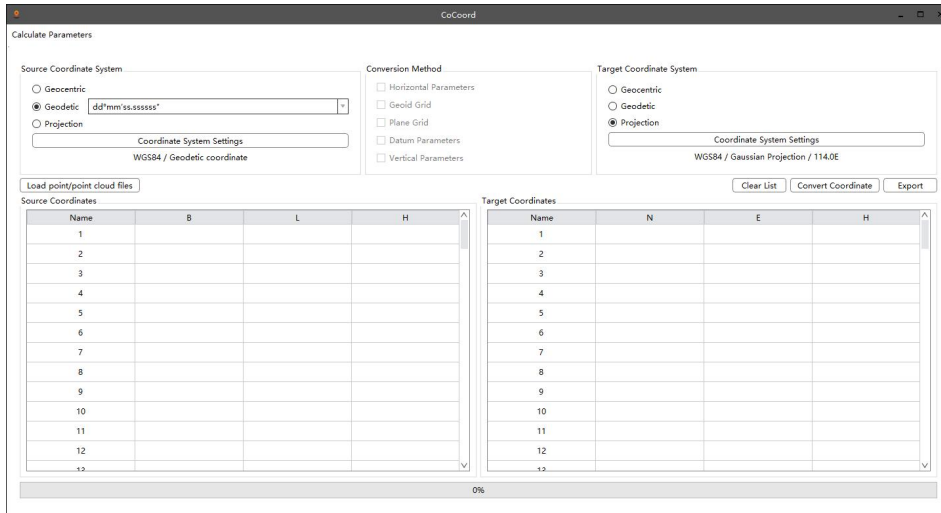 CoCoord
Calculate Parameters
Source Coordinate System
Geocentric
Geodetic dd°mm'ss.ssssss"
Projection
Coordinate System Settings
WGS84 / Geodetic coordinate
Conversion Method
Horizontal Parameters
Geoid Grid
Plane Grid
Datum Parameters
Vertical Parameters
Target Coordinate System
Geocentric
Geodetic
Projection
Coordinate System Settings
WGS84 / Gaussian Projection / 114.0E
Load point/point cloud files
Clear List Convert Coordinate Export
Source Coordinates
Name B L H
1
2
3
4
5
6
7
8
9
10
11
12
13
Target Coordinates
Name N E H
1
2
3
4
5
6
7
8
9
10
11
12
13
0%